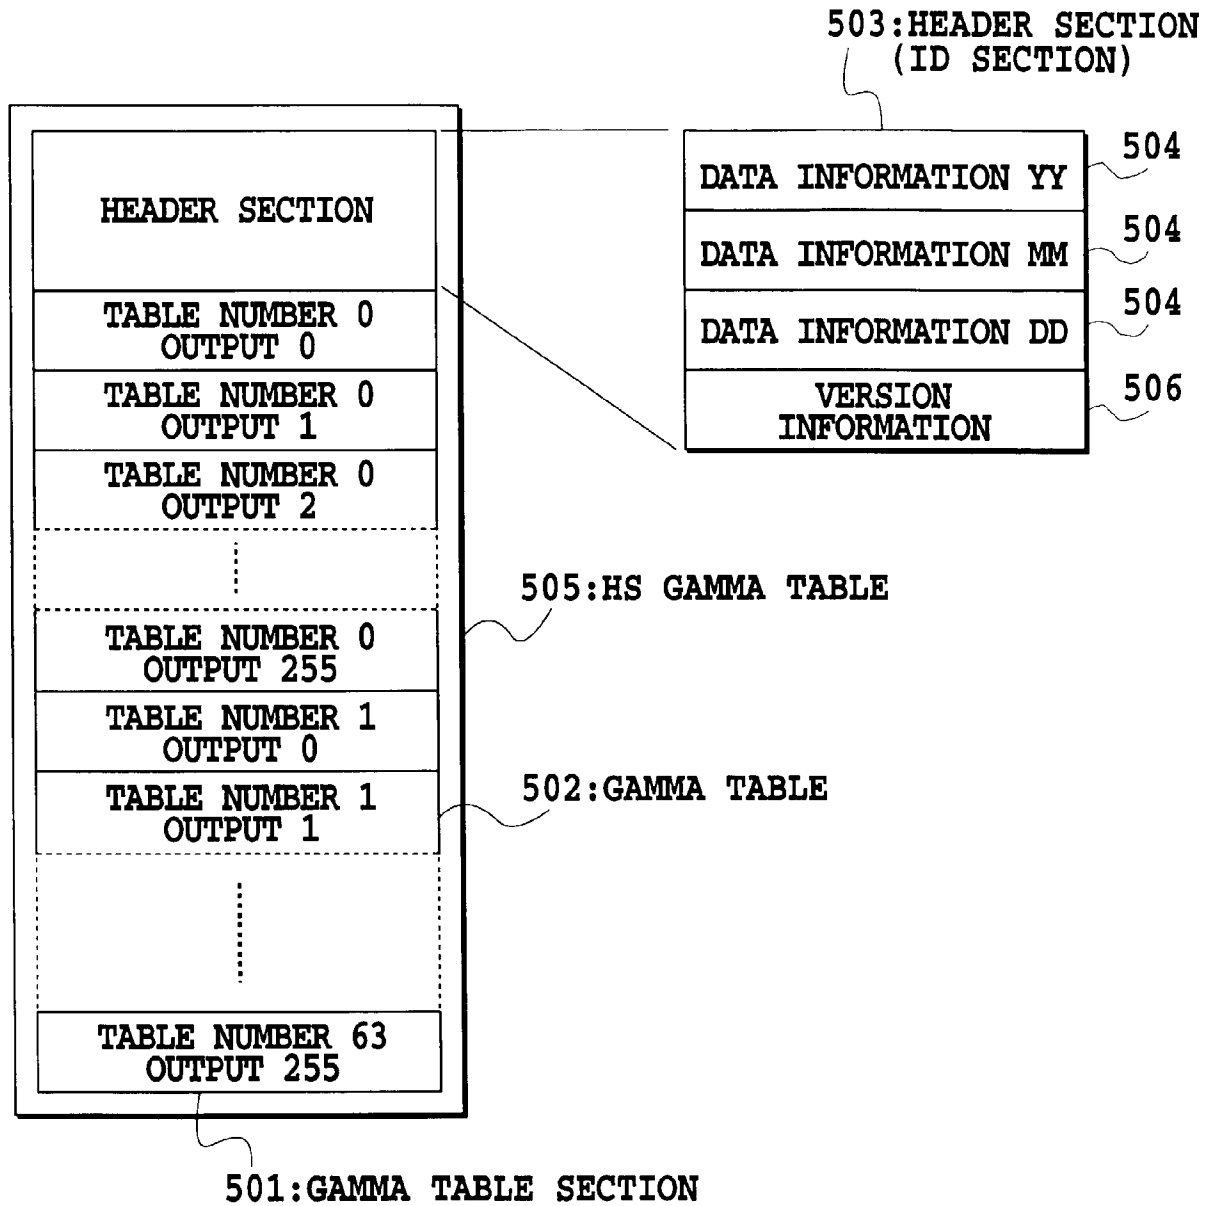 503:HEADER SECTION
(ID SECTION)
HEADER SECTION
TABLE NUMBER 0
OUTPUT 0
TABLE NUMBER 0
OUTPUT 1
TABLE NUMBER 0
OUTPUT 2
TABLE NUMBER 0
OUTPUT 255
TABLE NUMBER 1
OUTPUT 0
TABLE NUMBER 1
OUTPUT 1
TABLE NUMBER 63
OUTPUT 255
DATA INFORMATION YY
504
DATA INFORMATION MM
504
DATA INFORMATION DD
504
VERSION
INFORMATION
506
505:HS GAMMA TABLE
502:GAMMA TABLE
501:GAMMA TABLE SECTION